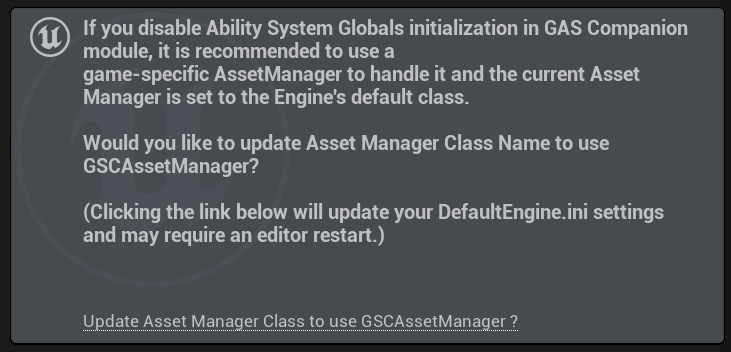 If you disable Ability System Globals initialization in GAS Companion
module, it is recommended to use a
game-specific AssetManager to handle it and the current Asset
Manager is set to the Engine's default class.
Would you like to update Asset Manager Class Name to use
GSCAssetManager?
(Clicking the link below will update your DefaultEngine.ini settings
and may require an editor restart.)
Update Asset Manager Class to use GSCAssetManager ?